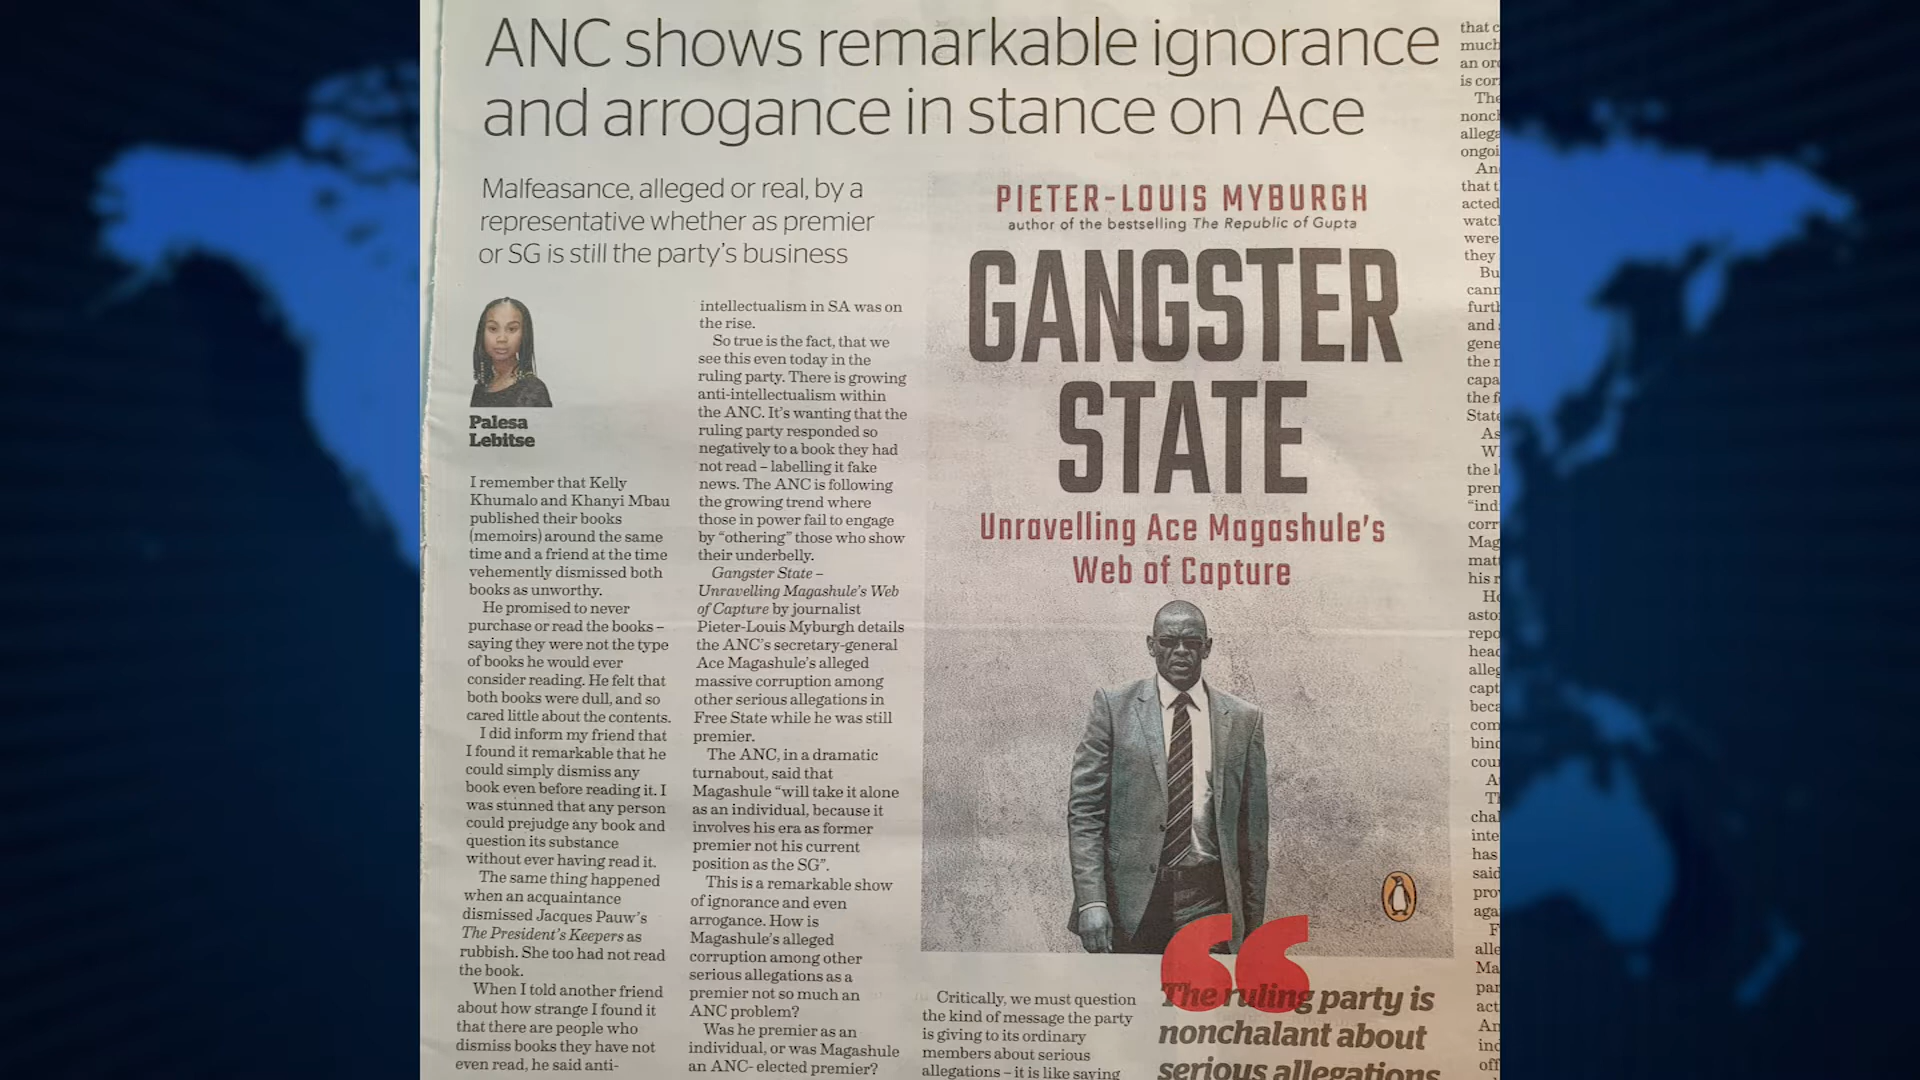 ANC shows remarkable ignorance
and arrogance in stance on Ace
Malfeasance, alleged or real, by a
representative whether as premier
or SG is still the party's business
Palesa
Lebitse
I remember that Kelly
Khumalo and Khanyi Mbau
published their books
(memoirs) around the same
time and a friend at the time
vehemently dismissed both
books as unworthy.
He promised to never
purchase or read the books –
saying they were not the type
of books he would ever
consider reading. He felt that
both books were dull, and so
cared little about the contents.
I did inform my friend that
I found it remarkable that he
could simply dismiss any
book even before reading it. I
was stunned that any person
could prejudge any book and
question its substance
without ever having read it.
The same thing happened
when an acquaintance
dismissed Jacques Pauw's
The President's Keepers as
rubbish. She too had not read
the book.
When I told another friend
about how strange I found it
that there are people who
dismiss books they have not
even read, he said anti-
intellectualism in SA was on
the rise.
So true is the fact, that we
see this even today in the
ruling party. There is growing
anti-intellectualism within
the ANC. It's wanting that the
ruling party responded so
negatively to a book they had
not read – labelling it fake
news. The ANC is following
the growing trend where
those in power fail to engage
by “othering” those who show
their underbelly.
Gangster State –
Unravelling Magashule's Web
of Capture by journalist
Pieter-Louis Myburgh details
the ANC's secretary-general
Ace Magashule's alleged
massive corruption among
other serious allegations in
Free State while he was still
premier.
The ANC, in a dramatic
turnabout, said that
Magashule “will take it alone
as an individual, because it
involves his era as former
premier not his current
position as the SG”.
This is a remarkable show
of ignorance and even
arrogance. How is
Magashule's alleged
corruption among other
serious allegations as a
premier not so much an
ANC problem?
Was he premier as an
individual, or was Magashule
an ANC- elected premier?
PIETER-LOUIS MYBURGH
author of the bestselling The Republic of Gupta
GANGSTER
STATE
Unravelling Ace Magashule's
Web of Capture
Critically, we must question
the kind of message the party
is giving to its ordinary
members about serious
allegations – it is like saying
“
The ruling party is
nonchalant about
serious allegations